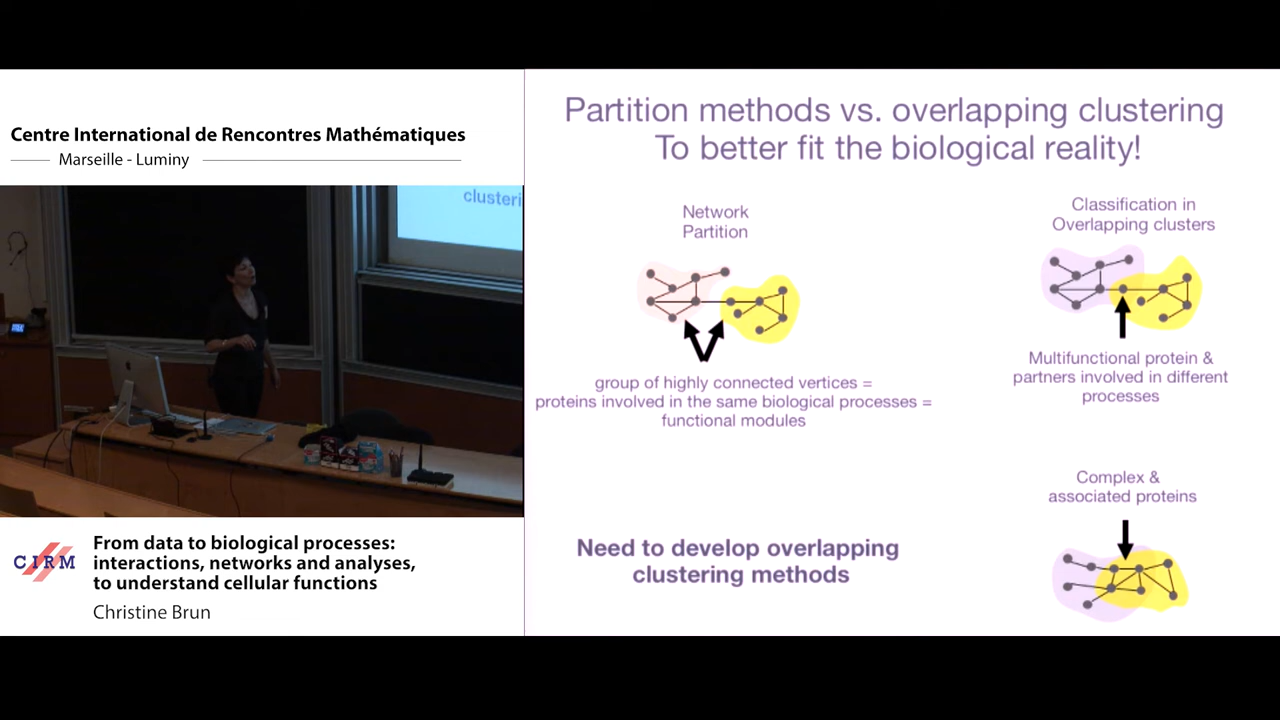 Centre International de Rencontres Mathématiques
Marseille - Luminy
clusteri
CIRM
From data to biological processes:
interactions, networks and analyses,
to understand cellular functions
Christine Brun
Partition methods vs. overlapping clustering
To better fit the biological reality!
Network
Partition
group of highly connected vertices =
proteins involved in the same biological processes =
functional modules
Classification in
Overlapping clusters
Multifunctional protein &
partners involved in different
processes
Need to develop overlapping
clustering methods
Complex &
associated proteins